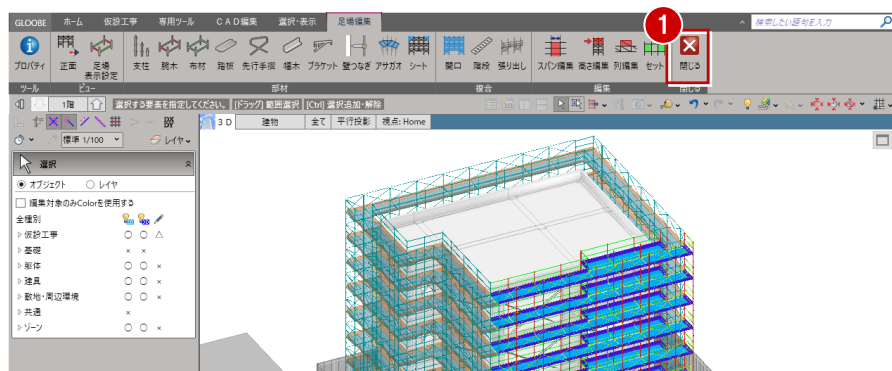 GLOOBE ホーム 仮設工事 専用ツール CAD編集 選択・表示 足場編集 検索したい語句を入力
1
プロパティ 正面 足場表示設定 支柱 腕木 布材 踏板 先行手摺 幅木 ブラケット 壁つなぎ アサガオ シート 開口 階段 張り出し スパン編集 高さ編集 列編集 セット 閉じる
ツール ビュー 部材 複合 編集 閉じる
1階 選択する要素を指定してください。 [ドラッグ] 範囲選択 [Ctrl] 選択追加・解除
3D 建物 全て 平行投影 視点: Home
標準 1/100 レイヤ
選択
オブジェクト レイヤ
編集対象のみColorを使用する
全種別
仮設工事 ○ ○ △
基礎 × ×
躯体 ○ ○ ×
建具 ○ ○ ×
敷地・周辺環境 ○ ○ ×
共通 ×
ゾーン ○ ○ ×